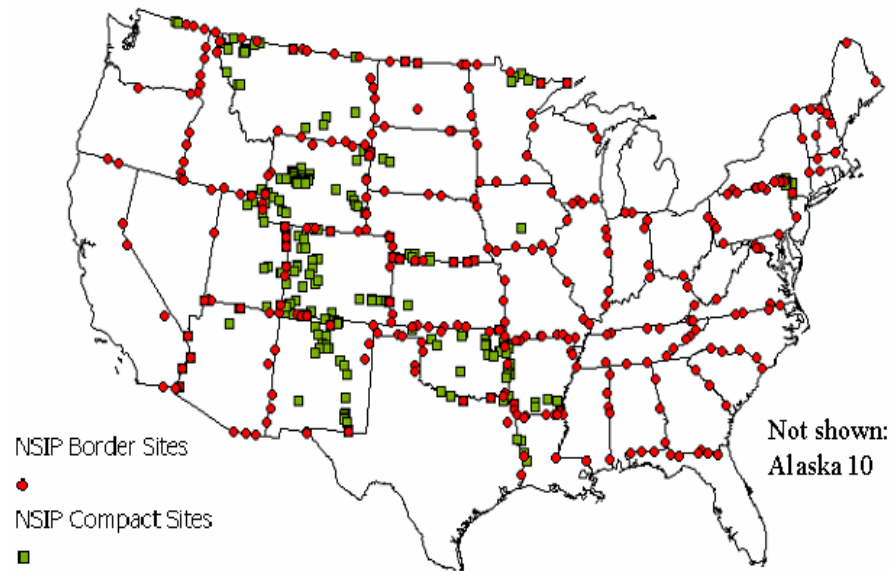 NSIP Border Sites
NSIP Compact Sites
Not shown:
Alaska 10